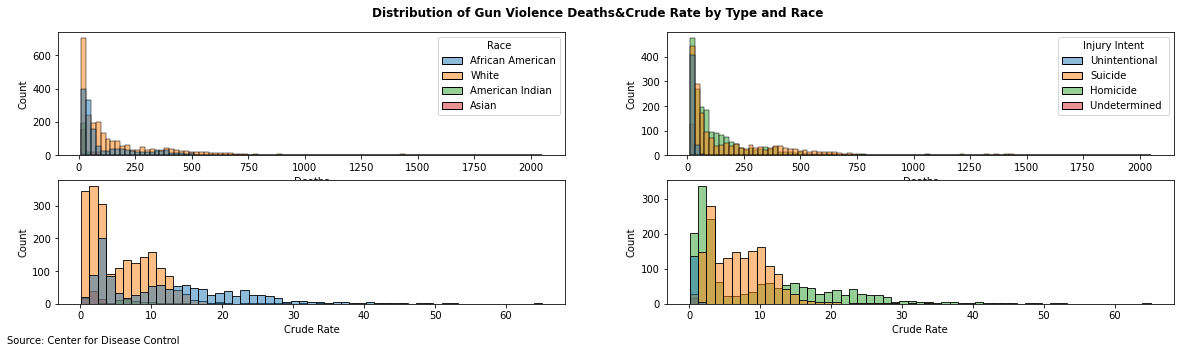 Distribution of Gun Violence Deaths&Crude Rate by Type and Race
Count
600
400
200
0
0 250 500 750 1000 1250 1500 1750 2000
Deaths
Race
African American
White
American Indian
Asian
Count
400
300
200
100
0
0 250 500 750 1000 1250 1500 1750 2000
Deaths
Injury Intent
Unintentional
Suicide
Homicide
Undetermined
Count
300
200
100
0
0 10 20 30 40 50 60
Crude Rate
Count
300
200
100
0
0 10 20 30 40 50 60
Crude Rate
Source: Center for Disease Control